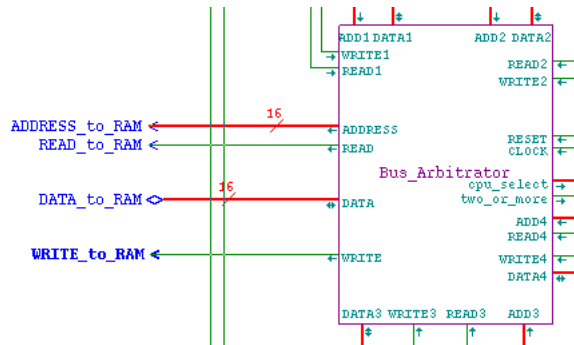 ADD1 DATA1 ADD2 DATA2
WRITE1
READ1
READ2
WRITE2
16
ADDRESS_to_RAM
ADDRESS
READ_to_RAM
READ
RESET
CLOCK
Bus_Arbitrator
cpu_select
two_or_more
16
DATA_to_RAM
DATA
ADD4
READ4
WRITE_to_RAM
WRITE
WRITE4
DATA4
DATA3 WRITE3 READ3 ADD3